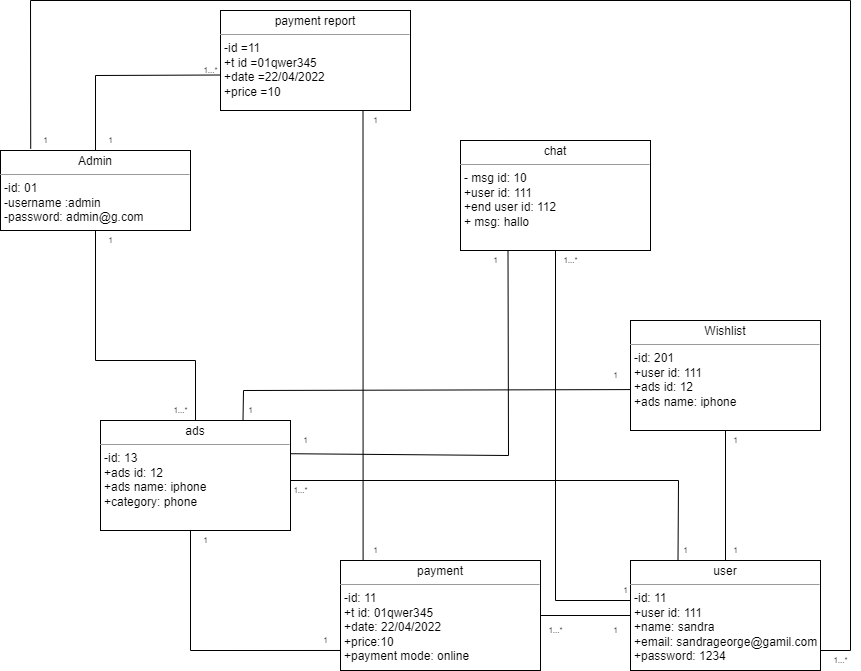 payment report
-id =11
+t id =01qwer345
+date =22/04/2022
+price =10
1...*
1
1
1
Admin
-id: 01
-username :admin
-password: admin@g.com
1
chat
- msg id: 10
+user id: 111
+end user id: 112
+ msg: hallo
1
1...*
Wishlist
-id: 201
+user id: 111
+ads id: 12
+ads name: iphone
1
1
1...*
1
ads
-id: 13
+ads id: 12
+ads name: iphone
+category: phone
1
1...*
1
1
1
1
payment
-id: 11
+t id: 01qwer345
+date: 22/04/2022
+price:10
+payment mode: online
1
1...*
1
1
user
-id: 11
+user id: 111
+name: sandra
+email: sandrageorge@gamil.com
+password: 1234
1...*